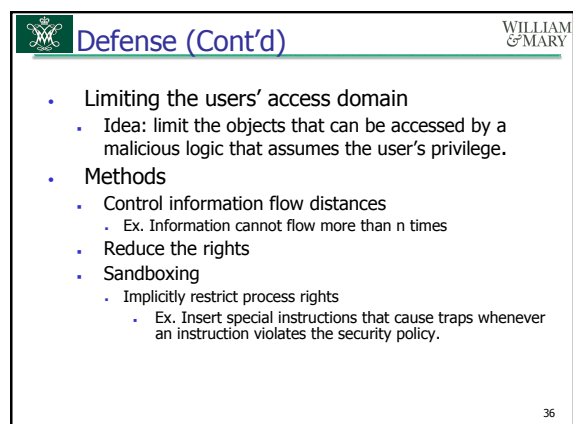 Defense (Cont’d)
WILLIAM
& MARY
• Limiting the users’ access domain
▪ Idea: limit the objects that can be accessed by a
malicious logic that assumes the user’s privilege.
• Methods
▪ Control information flow distances
▪ Ex. Information cannot flow more than n times
▪ Reduce the rights
▪ Sandboxing
▪ Implicitly restrict process rights
▪ Ex. Insert special instructions that cause traps whenever
an instruction violates the security policy.
36